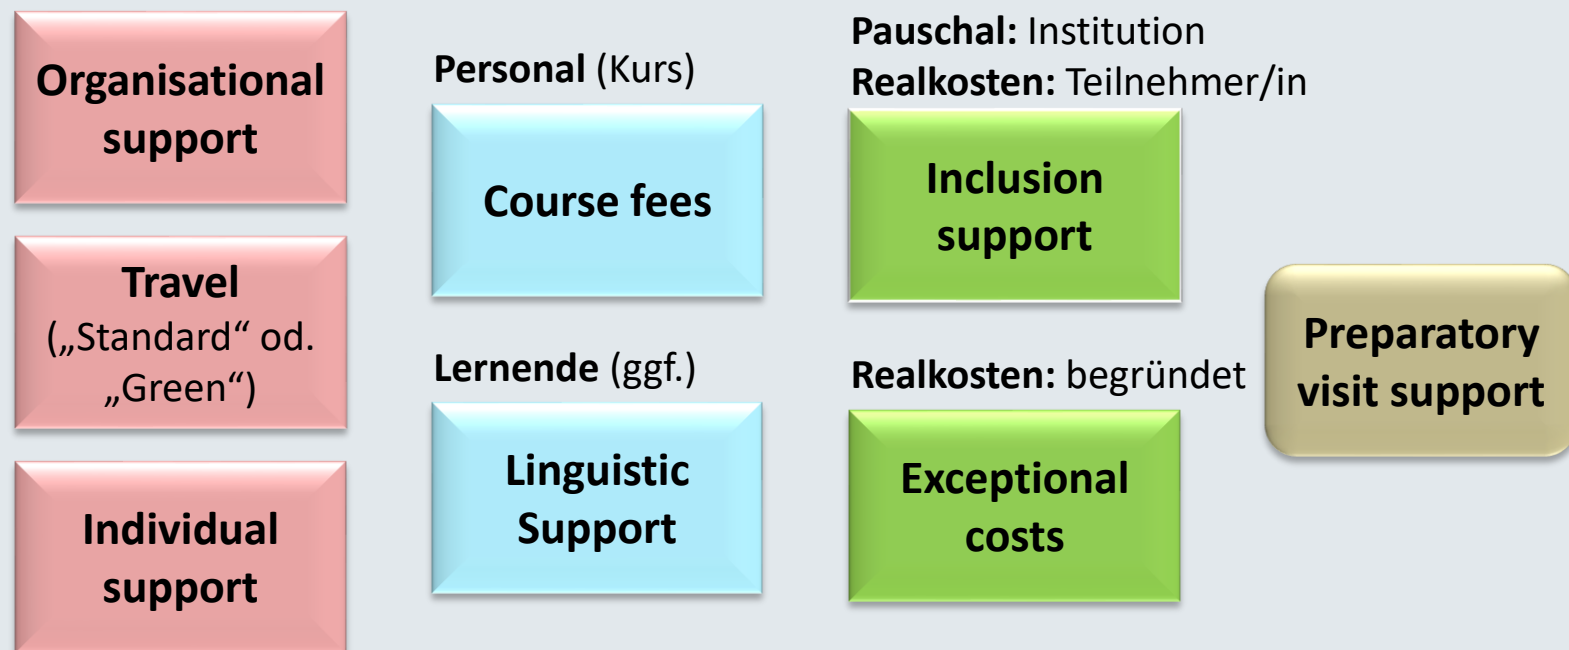 Organisational
support
Travel
(„Standard“ od.
„Green“)
Individual
support
Personal (Kurs)
Course fees
Lernende (ggf.)
Linguistic
Support
Pauschal: Institution
Realkosten: Teilnehmer/in
Inclusion
support
Realkosten: begründet
Exceptional
costs
Preparatory
visit support